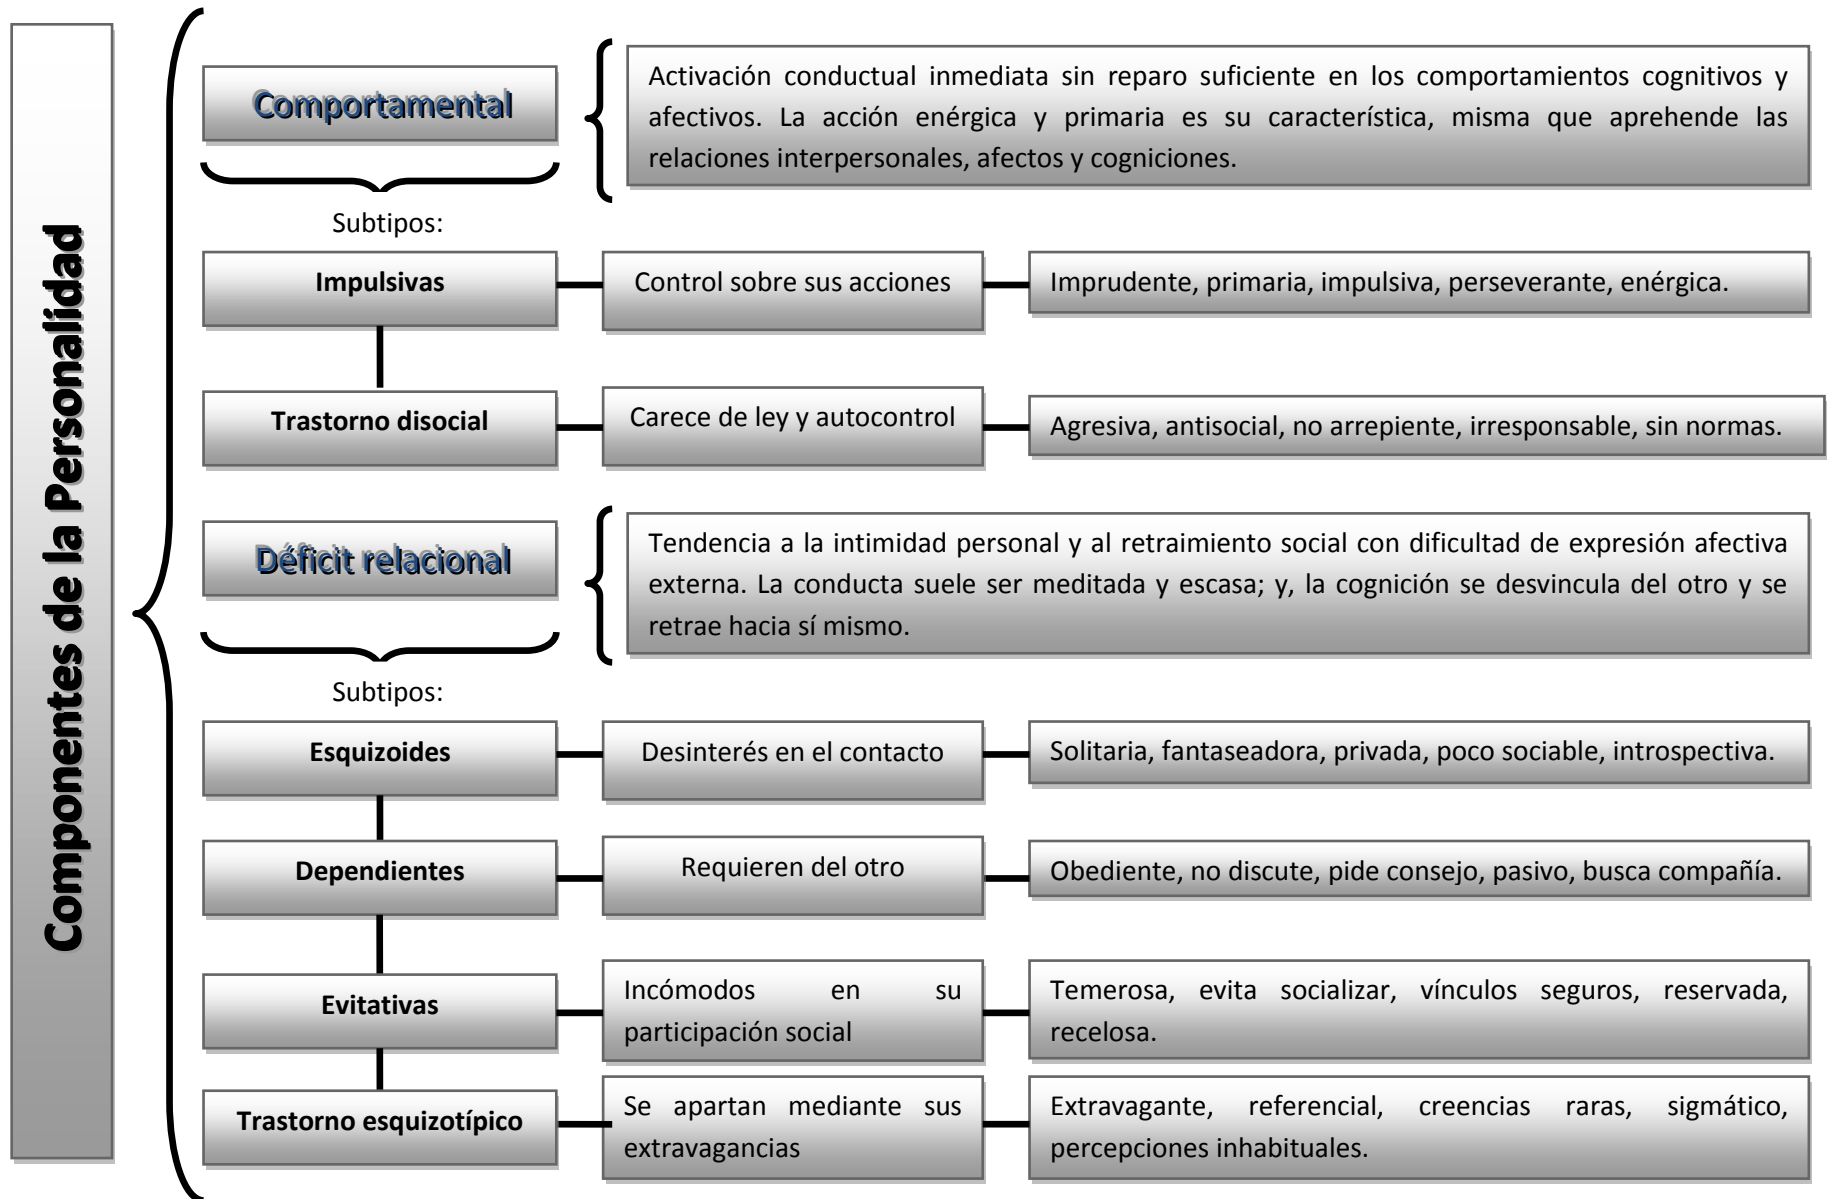 Componentes de la Personalidad
Comportamental
Activación conductual inmediata sin reparo suficiente en los comportamientos cognitivos y
afectivos. La acción enérgica y primaria es su característica, misma que aprehende las
relaciones interpersonales, afectos y cogniciones.
Subtipos:
Impulsivas
Control sobre sus acciones
Imprudente, primaria, impulsiva, perseverante, enérgica.
Trastorno disocial
Carece de ley y autocontrol
Agresiva, antisocial, no arrepiente, irresponsable, sin normas.
Déficit relacional
Tendencia a la intimidad personal y al retraimiento social con dificultad de expresión afectiva
externa. La conducta suele ser meditada y escasa; y, la cognición se desvincula del otro y se
retrae hacia sí mismo.
Subtipos:
Esquizoides
Desinterés en el contacto
Solitaria, fantaseadora, privada, poco sociable, introspectiva.
Dependientes
Requieren del otro
Obediente, no discute, pide consejo, pasivo, busca compañía.
Evitativas
Incómodos en su
participación social
Temerosa, evita socializar, vínculos seguros, reservada,
recelosa.
Trastorno esquizotípico
Se apartan mediante sus
extravagancias
Extravagante, referencial, creencias raras, sigmático,
percepciones inhabituales.